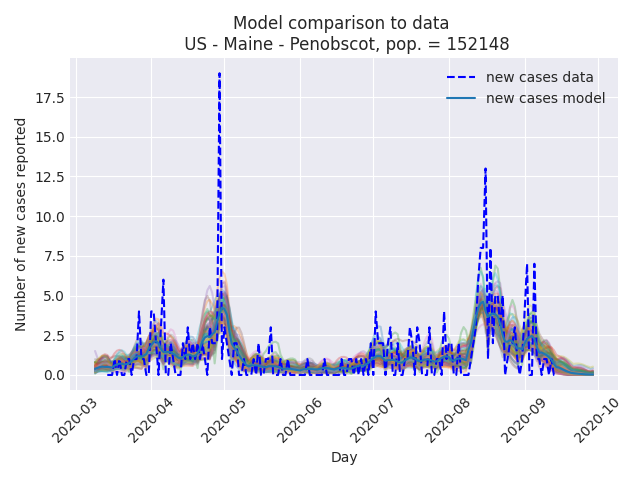 Model comparison to data
US - Maine - Penobscot, pop. = 152148
new cases data
new cases model
Number of new cases reported
17.5
15.0
12.5
10.0
7.5
5.0
2.5
0.0
2020-03
2020-04
2020-05
2020-06
2020-07
2020-08
2020-09
2020-10
Day